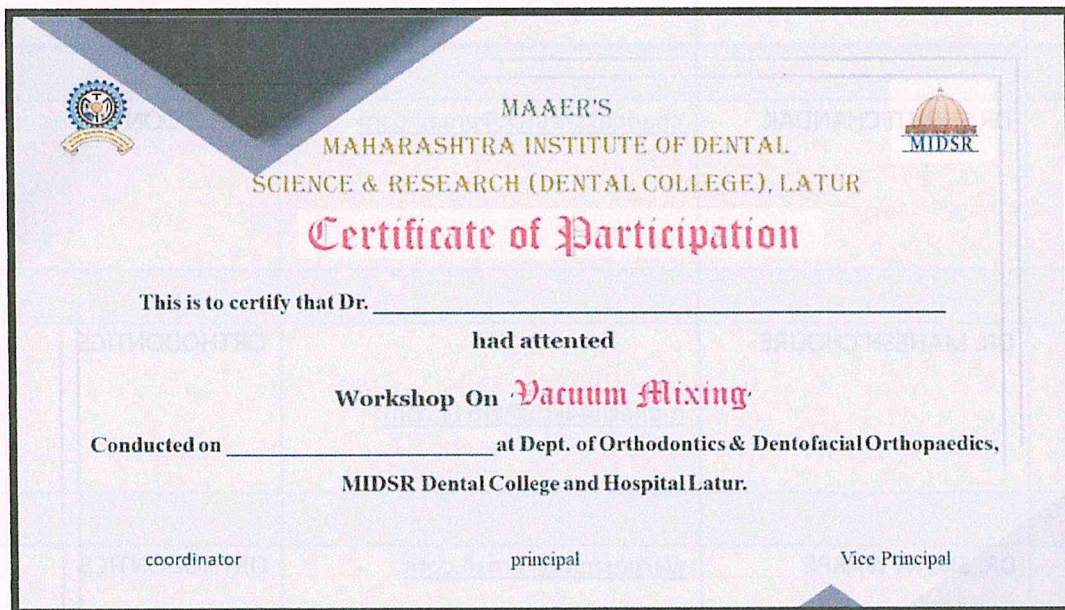 MAAER'S
MAHARASHTRA INSTITUTE OF DENTAL
SCIENCE & RESEARCH (DENTAL COLLEGE), LATUR
MIDSR
Certificate of Participation
This is to certify that Dr.
had attented
Workshop On 'Vacuum Mixing'
Conducted on at Dept. of Orthodontics & Dentofacial Orthopaedics,
MIDSR Dental College and Hospital Latur.
coordinator principal Vice Principal